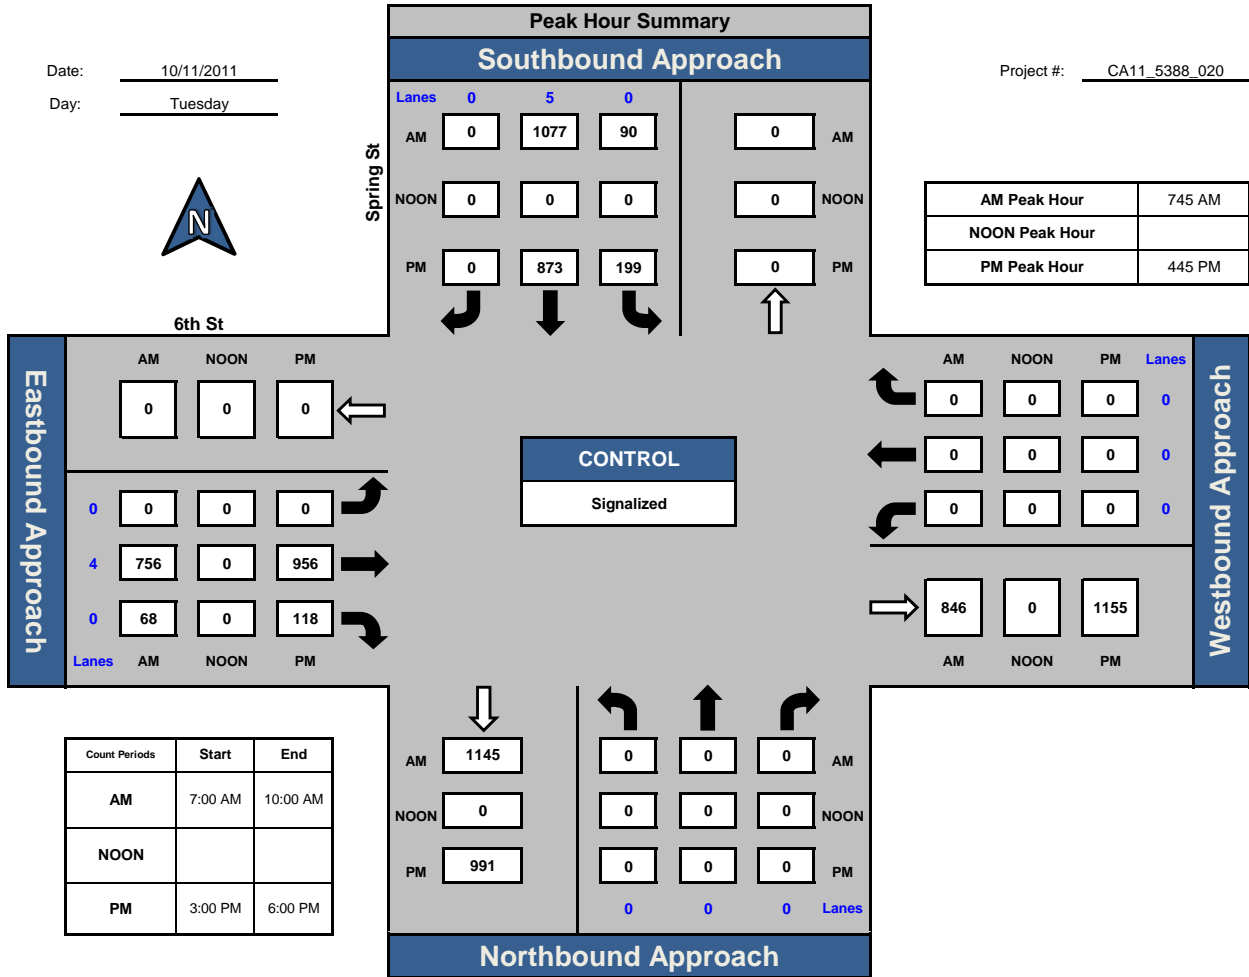 Peak Hour Summary
Southbound Approach
Date: 10/11/2011
Project #: CA11_5388_020
Day: Tuesday
Lanes 0 5 0
AM 0 1077 90 0 AM
Spring St
NOON 0 0 0 0 NOON
PM 0 873 199 0 PM
N
AM Peak Hour 745 AM
NOON Peak Hour
PM Peak Hour 445 PM
6th St
Eastbound Approach
AM NOON PM
0 0 0
0 0 0 0
4 756 0 956
0 68 0 118
Lanes AM NOON PM
CONTROL
Signalized
AM NOON PM Lanes
0 0 0 0
0 0 0 0
0 0 0 0
846 0 1155
AM NOON PM
Westbound Approach
Count Periods Start End
AM 7:00 AM 10:00 AM
NOON
PM 3:00 PM 6:00 PM
AM 1145 0 0 0 AM
NOON 0 0 0 0 NOON
PM 991 0 0 0 PM
0 0 0 Lanes
Northbound Approach